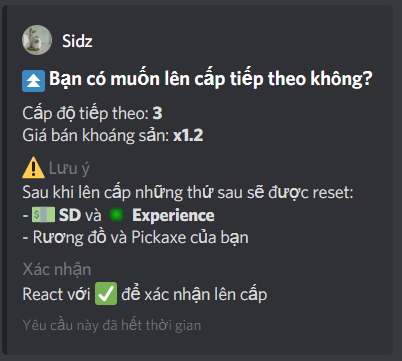 Sidz
Bạn có muốn lên cấp tiếp theo không?
Cấp độ tiếp theo: 3
Giá bán khoáng sản: x1.2
Lưu ý
Sau khi lên cấp những thứ sau sẽ được reset:
- SD và Experience
- Rương đồ và Pickaxe của bạn
Xác nhận
React với ✅ để xác nhận lên cấp
Yêu cầu này đã hết thời gian